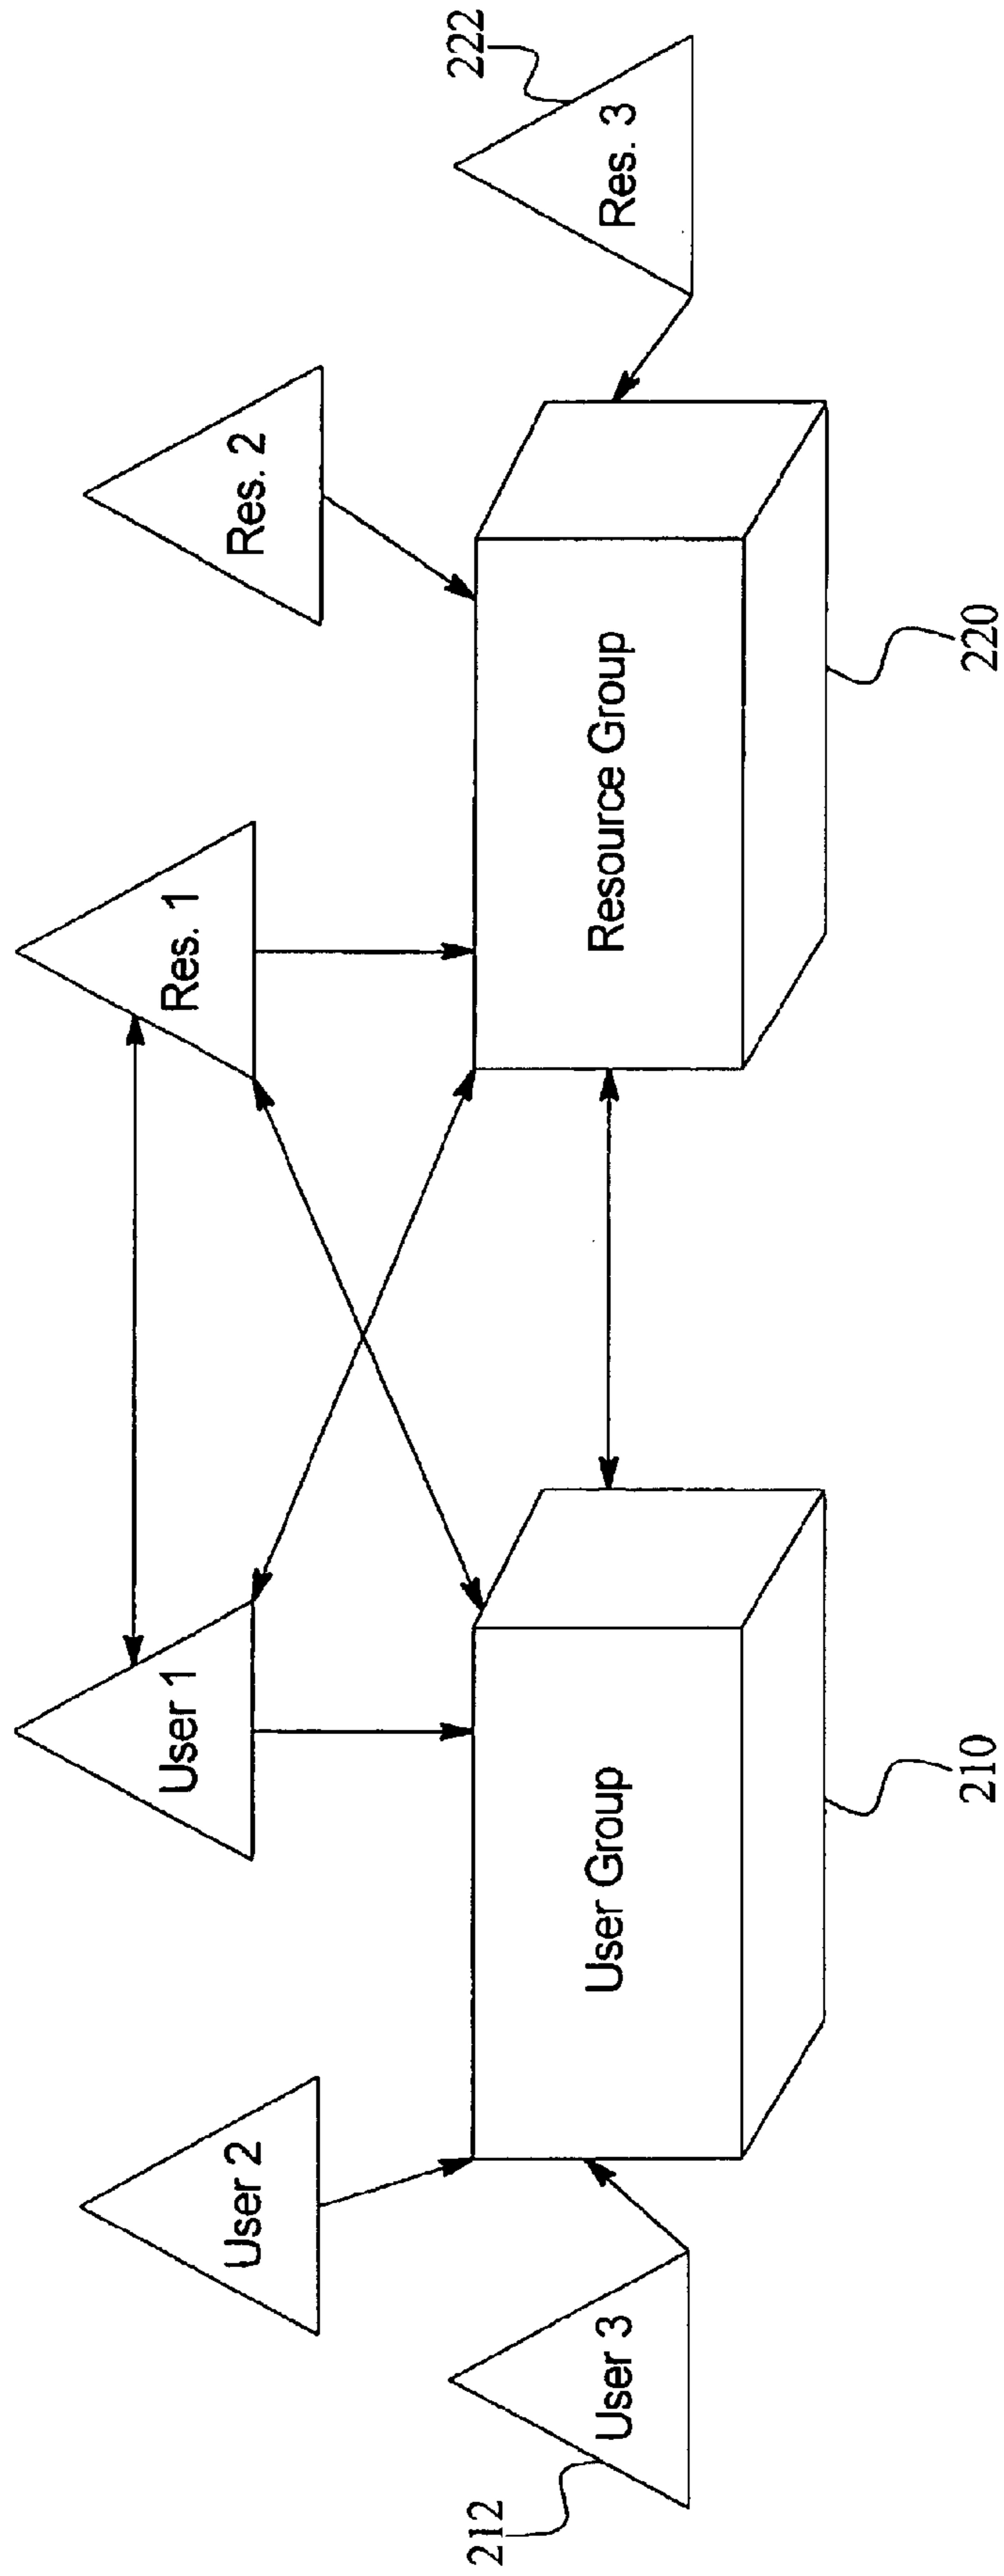 User 1
Res. 1
User 2
Res. 2
212
User 3
Res. 3
222
User Group
Resource Group
210
220